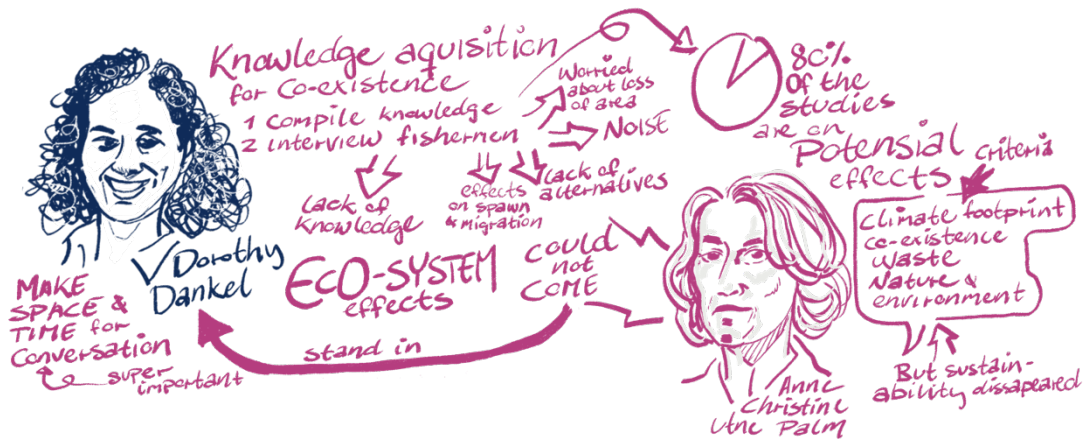 Knowledge aquisition
for Co-existence
1 Compile knowledge
2 interview fishermen
Lack of
knowledge
effects
on spawn
& migration
Lack of
alternatives
Worried
about loss
of area
NOISE
80%
Of the
studies
are on
Potensial
effects
criteria
Climate footprint
co-existence
waste
Nature &
environment
But sustain-
ability dissapeared
ECO-SYSTEM
effects
could
not
COME
stand in
Dorothy
Dankel
MAKE
SPACE &
TIME for
Conversation
super
important
Anne
Christine
Utne Palm